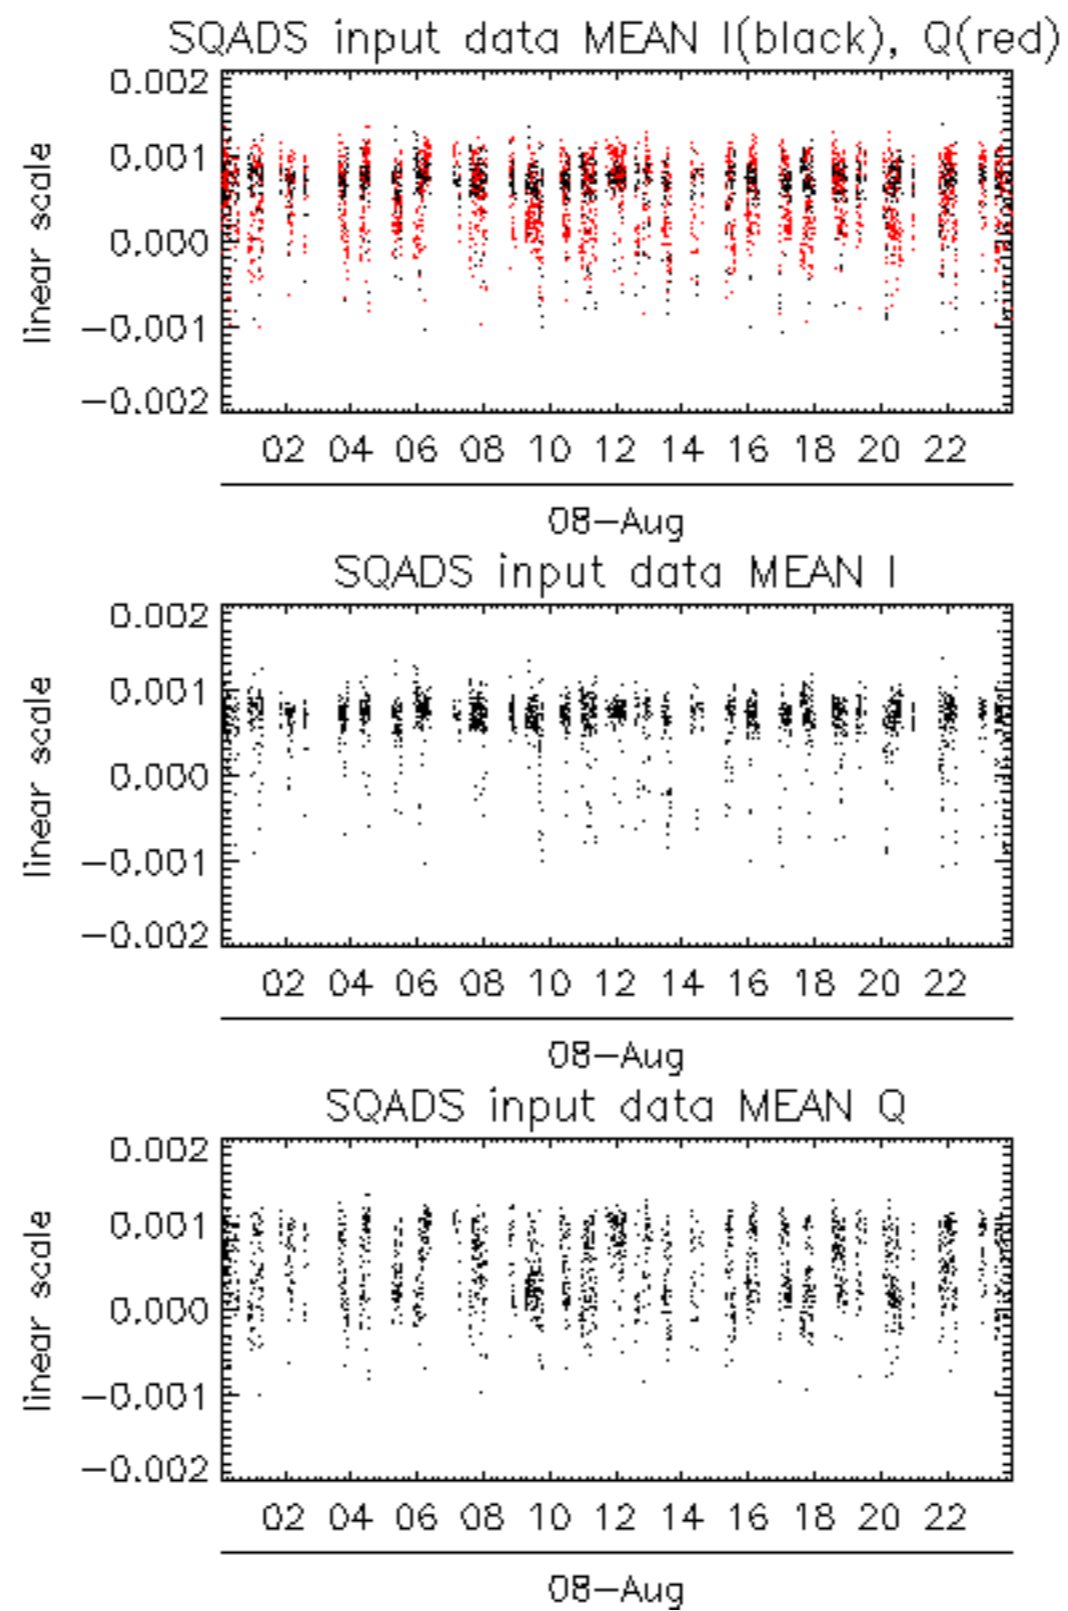 SQADS input data MEAN I(black), Q(red)
0.002
0.001
0.000
−0.001
−0.002
linear scale
02 04 06 08 10 12 14 16 18 20 22
08−Aug
SQADS input data MEAN I
0.002
0.001
0.000
−0.001
−0.002
linear scale
02 04 06 08 10 12 14 16 18 20 22
08−Aug
SQADS input data MEAN Q
0.002
0.001
0.000
−0.001
−0.002
linear scale
02 04 06 08 10 12 14 16 18 20 22
08−Aug